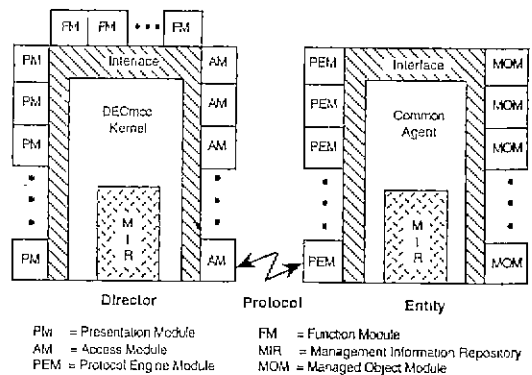 FM FM ••• FM
PM Interface AM
PM DECmcc Kernel AM
PM AM
PM AM
MIR
Director
PEM Interface MOM
PEM Common Agent MOM
PEM MOM
PEM MOM
MIR
Entity
Protocol
PM = Presentation Module
AM = Access Module
PEM = Protocol Engine Module
FM = Function Module
MIR = Management Information Repository
MOM = Managed Object Module